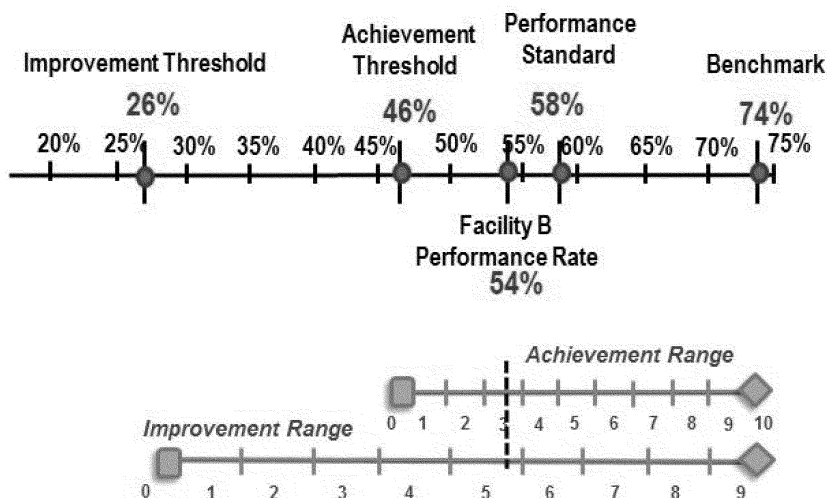 Improvement Threshold
26%
Achievement
Threshold
46%
Performance
Standard
58%
Benchmark
74%
20% 25% 30% 35% 40% 45% 50% 55% 60% 65% 70% 75%
Facility B
Performance Rate
54%
Achievement Range
0 1 2 3 4 5 6 7 8 9 10
Improvement Range
0 1 2 3 4 5 6 7 8 9